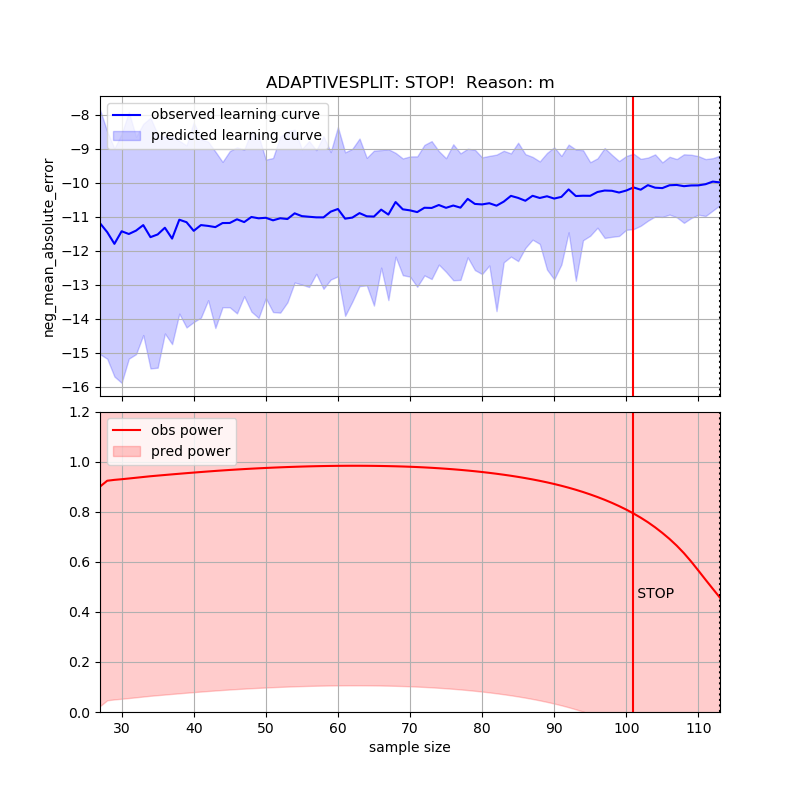 ADAPTIVESPLIT: STOP!  Reason: m
observed learning curve
predicted learning curve
neg_mean_absolute_error
−8
−9
−10
−11
−12
−13
−14
−15
−16
obs power
pred power
1.2
1.0
0.8
0.6
0.4
0.2
0.0
STOP
30 40 50 60 70 80 90 100 110
sample size